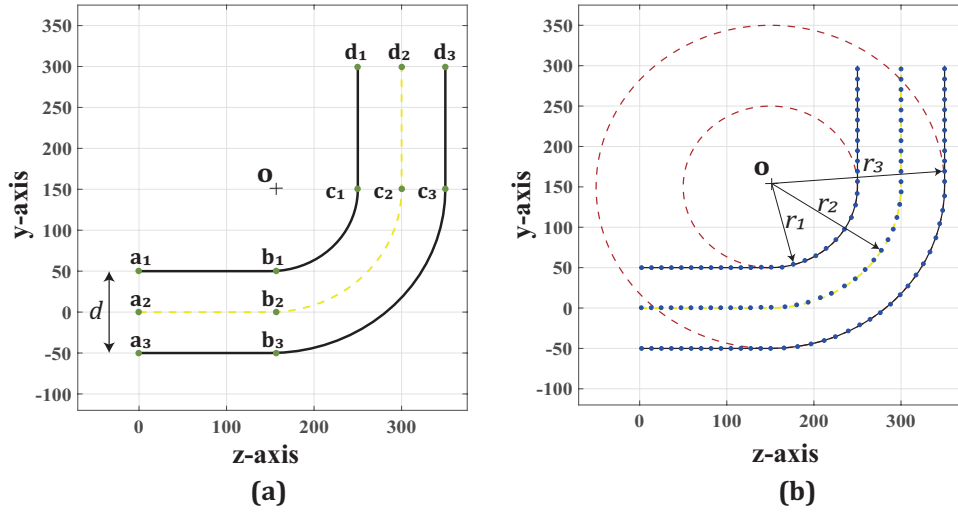 350
300
250
200
150
100
50
0
-50
-100
y-axis
d₁ d₂ d₃
o
c₁ c₂ c₃
a₁ b₁
d
a₂ b₂
a₃ b₃
0 100 200 300
z-axis
(a)
350
300
250
200
150
100
50
0
-50
-100
y-axis
o
r₃
r₂
r₁
0 100 200 300
z-axis
(b)